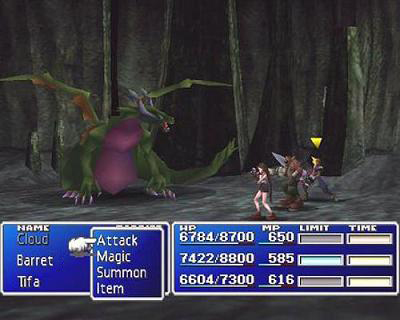 NAME HP MP LIMIT TIME
Cloud Attack 6784/8700 650
Barret Magic 7422/8800 585
Summon
Tifa Item 6604/7300 616